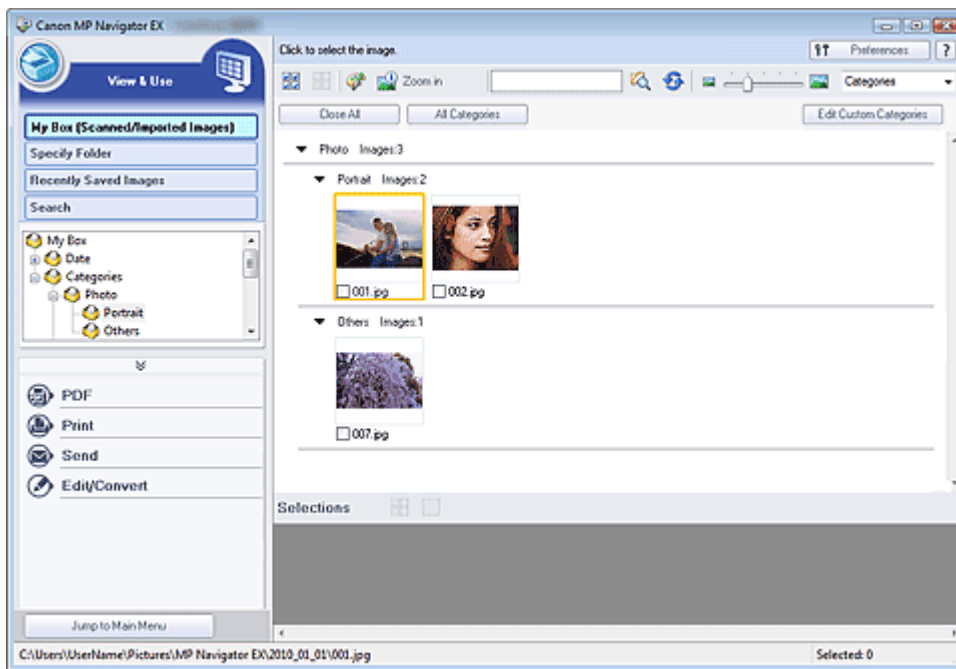 Canon MP Navigator EX
View & Use
My Box (Scanned/Imported Images)
Specify Folder
Recently Saved Images
Search
My Box
Date
Categories
Photo
Portrait
Others
PDF
Print
Send
Edit/Convert
Jump to Main Menu
Click to select the image.
Preferences
?
Zoom in
Categories
Close All
All Categories
Edit Custom Categories
Photo Images:3
Portrait Images:2
001.jpg
002.jpg
Others Images:1
007.jpg
Selections
C:\Users\UserName\Pictures\MP Navigator EX\2010_01_01\001.jpg
Selected: 0